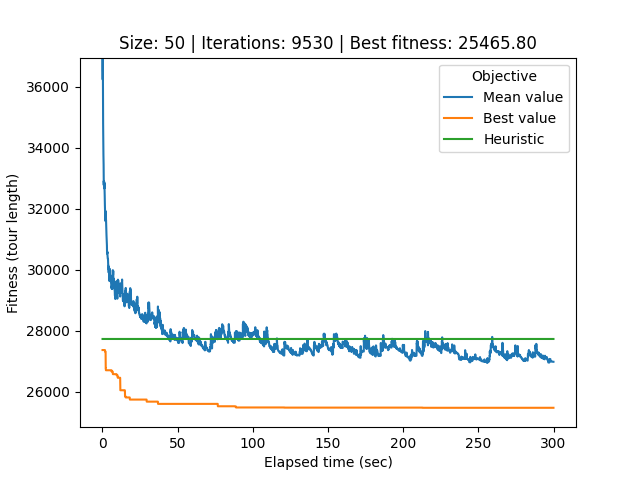 Size: 50 | Iterations: 9530 | Best fitness: 25465.80
Objective
Mean value
Best value
Heuristic
Fitness (tour length)
36000
34000
32000
30000
28000
26000
0 50 100 150 200 250 300
Elapsed time (sec)